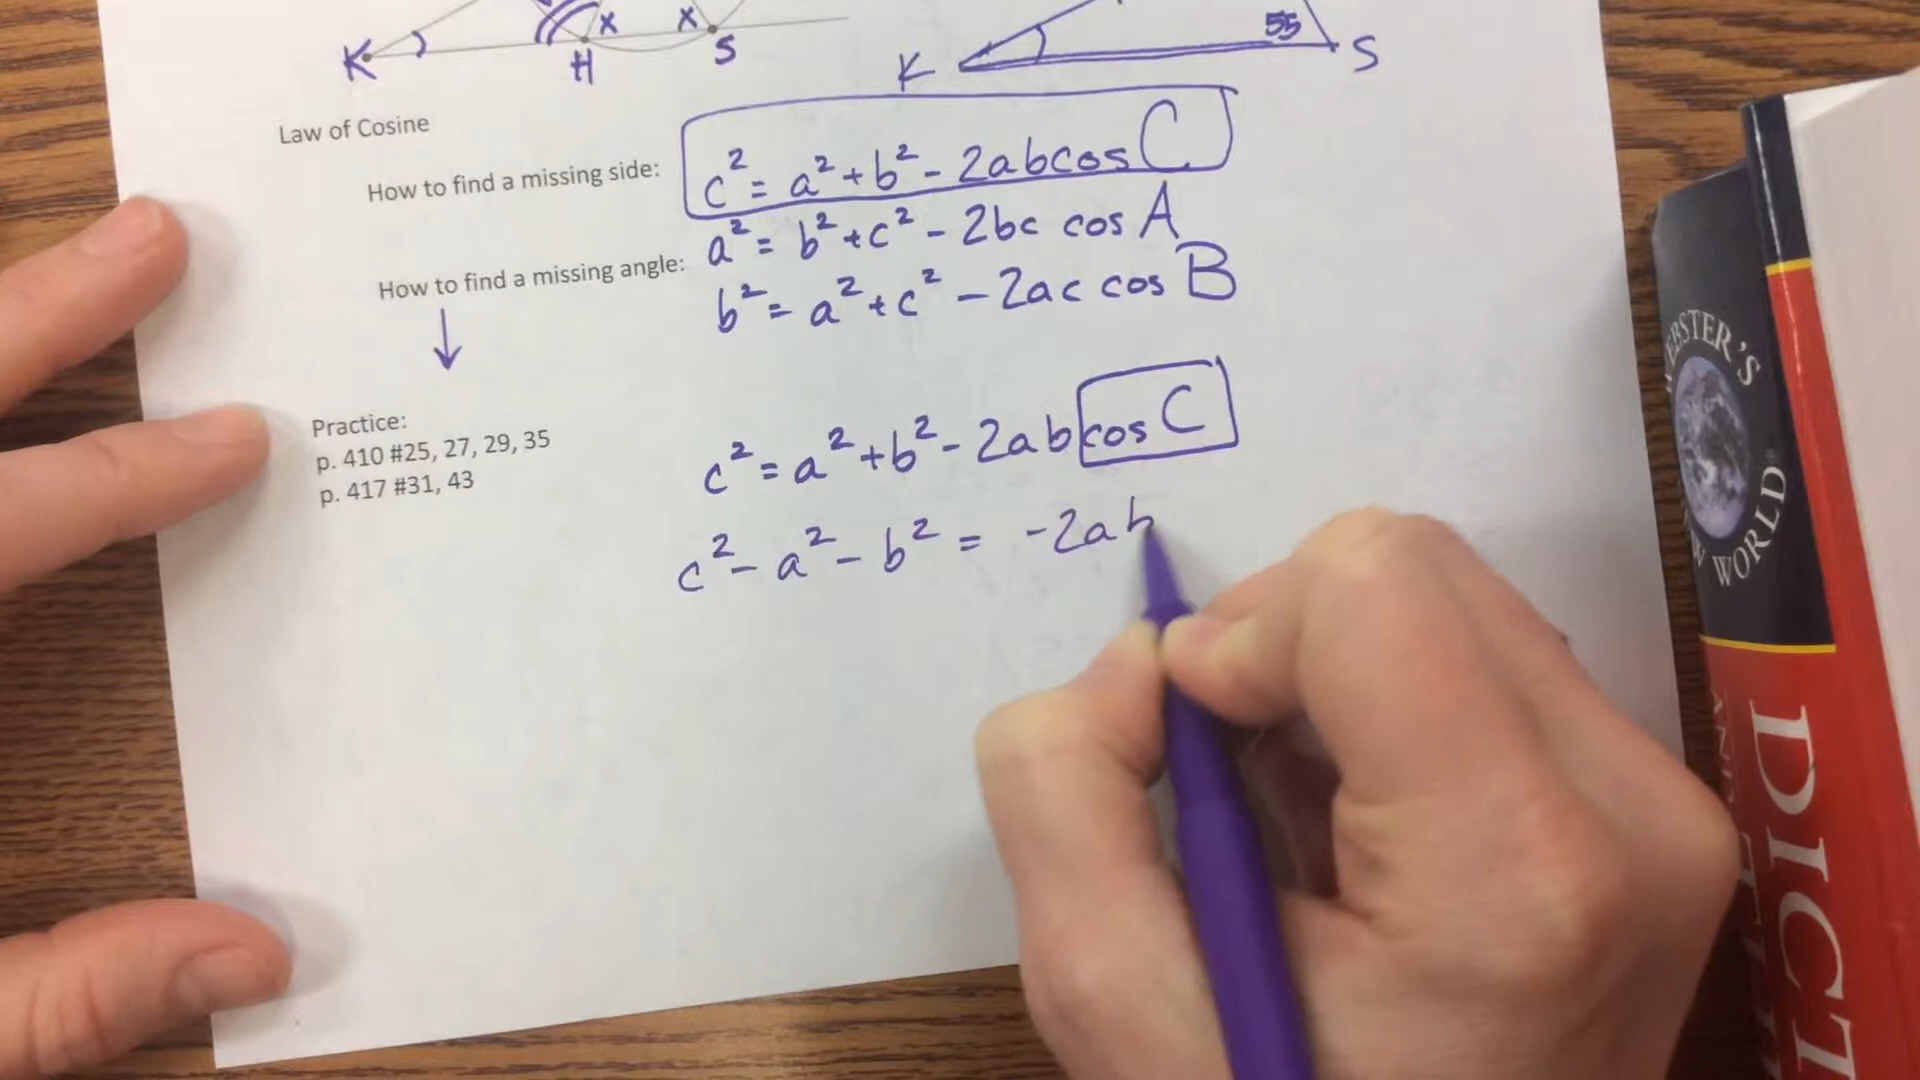 K H x x S
K 55 S
Law of Cosine
How to find a missing side: c² = a² + b² - 2abcos C
a² = b² + c² - 2bc cos A
How to find a missing angle:
b² = a² + c² - 2ac cos B
Practice:
p. 410 #25, 27, 29, 35
p. 417 #31, 43
c² = a² + b² - 2ab cos C
c² - a² - b² = -2ab
WORLD
DICT